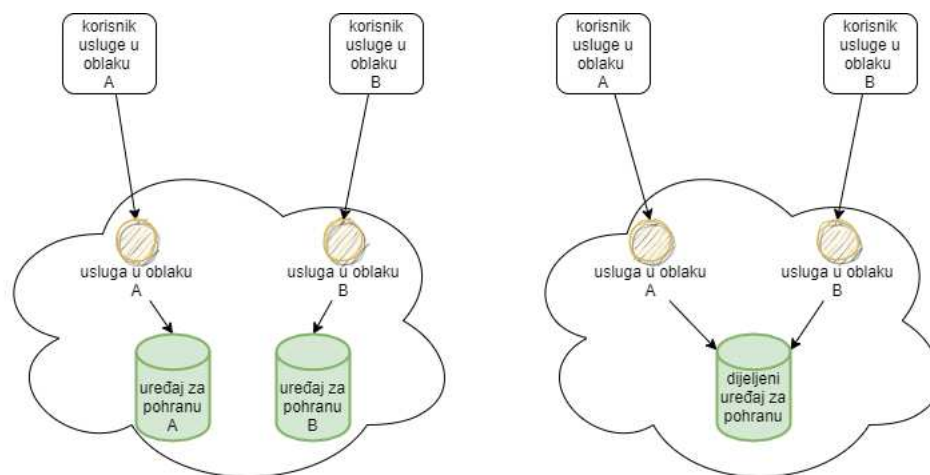 korisnik
usluge u
oblaku
A
korisnik
usluge u
oblaku
B
usluga u oblaku
A
usluga u oblaku
B
uređaj za
pohranu
A
uređaj za
pohranu
B
korisnik
usluge u
oblaku
A
korisnik
usluge u
oblaku
B
usluga u oblaku
A
usluga u oblaku
B
dijeljeni
uređaj za
pohranu